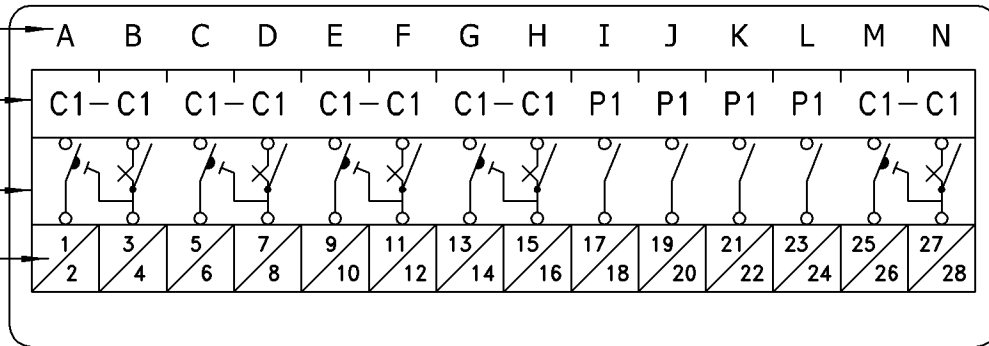 A B C D E F G H I J K L M N
C1-C1 C1-C1 C1-C1 C1-C1 P1 P1 P1 P1 C1-C1
1 3 5 7 9 11 13 15 17 19 21 23 25 27
2 4 6 8 10 12 14 16 18 20 22 24 26 28